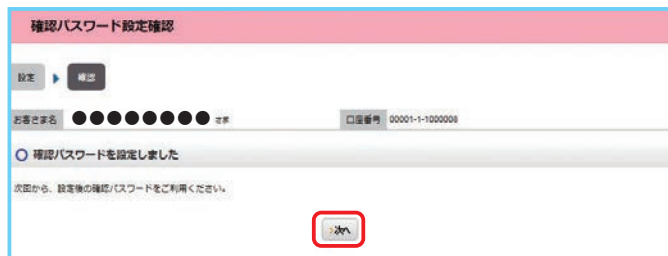 確認パスワード設定確認
設定 確認
お客さま名 ●●●●●●●● さま 口座番号 00001-1-1000008
確認パスワードを設定しました
次回から、設定後の確認パスワードをご利用ください。
次へ